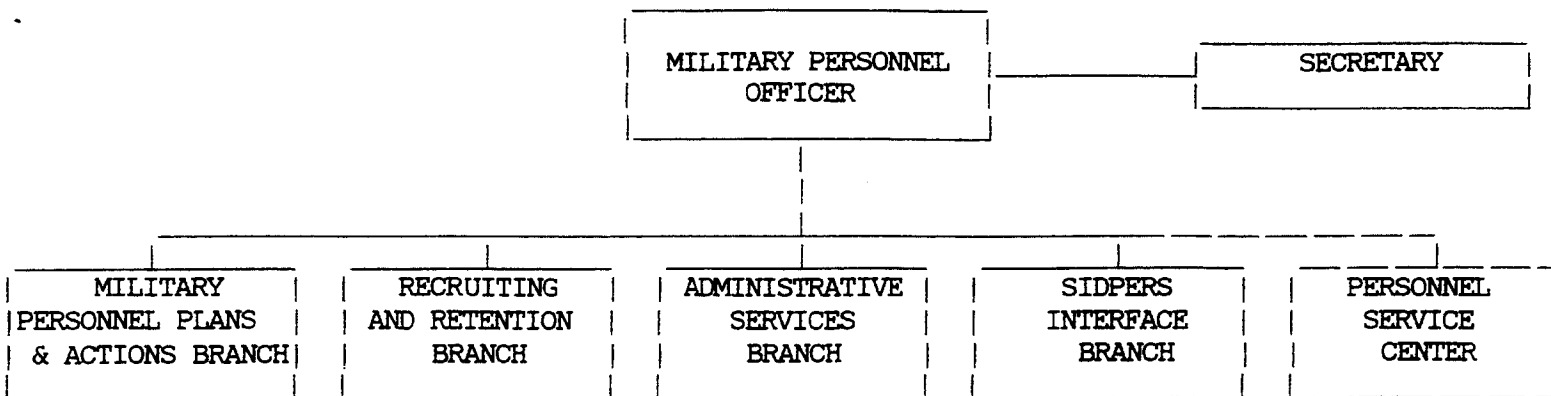 MILITARY PERSONNEL
OFFICER
SECRETARY
MILITARY
PERSONNEL PLANS
& ACTIONS BRANCH
RECRUITING
AND RETENTION
BRANCH
ADMINISTRATIVE
SERVICES
BRANCH
SIDPERS
INTERFACE
BRANCH
PERSONNEL
SERVICE
CENTER